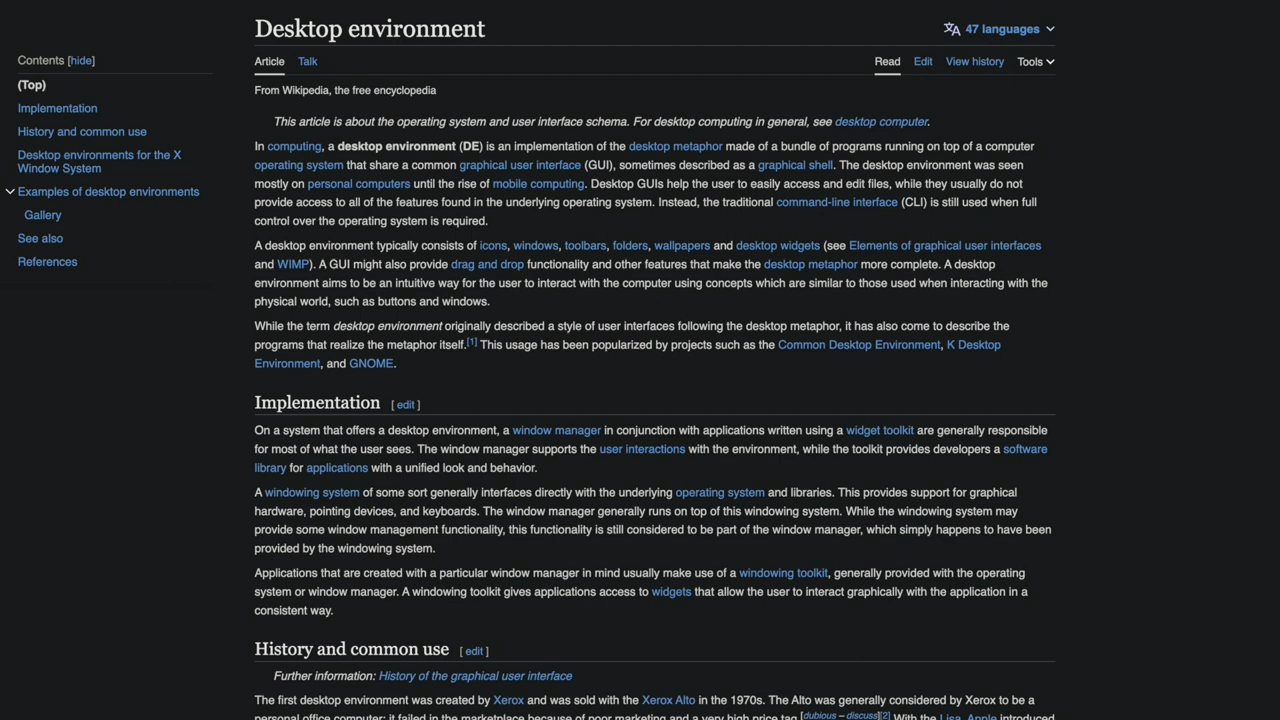 Desktop environment
47 languages
Contents [hide]
(Top)
Implementation
History and common use
Desktop environments for the X
Window System
Examples of desktop environments
Gallery
See also
References
Article Talk
Read Edit View history Tools
From Wikipedia, the free encyclopedia
This article is about the operating system and user interface schema. For desktop computing in general, see desktop computer.
In computing, a desktop environment (DE) is an implementation of the desktop metaphor made of a bundle of programs running on top of a computer
operating system that share a common graphical user interface (GUI), sometimes described as a graphical shell. The desktop environment was seen
mostly on personal computers until the rise of mobile computing. Desktop GUIs help the user to easily access and edit files, while they usually do not
provide access to all of the features found in the underlying operating system. Instead, the traditional command-line interface (CLI) is still used when full
control over the operating system is required.
A desktop environment typically consists of icons, windows, toolbars, folders, wallpapers and desktop widgets (see Elements of graphical user interfaces
and WIMP). A GUI might also provide drag and drop functionality and other features that make the desktop metaphor more complete. A desktop
environment aims to be an intuitive way for the user to interact with the computer using concepts which are similar to those used when interacting with the
physical world, such as buttons and windows.
While the term desktop environment originally described a style of user interfaces following the desktop metaphor, it has also come to describe the
programs that realize the metaphor itself.[1] This usage has been popularized by projects such as the Common Desktop Environment, K Desktop
Environment, and GNOME.
Implementation [ edit ]
On a system that offers a desktop environment, a window manager in conjunction with applications written using a widget toolkit are generally responsible
for most of what the user sees. The window manager supports the user interactions with the environment, while the toolkit provides developers a software
library for applications with a unified look and behavior.
A windowing system of some sort generally interfaces directly with the underlying operating system and libraries. This provides support for graphical
hardware, pointing devices, and keyboards. The window manager generally runs on top of this windowing system. While the windowing system may
provide some window management functionality, this functionality is still considered to be part of the window manager, which simply happens to have been
provided by the windowing system.
Applications that are created with a particular window manager in mind usually make use of a windowing toolkit, generally provided with the operating
system or window manager. A windowing toolkit gives applications access to widgets that allow the user to interact graphically with the application in a
consistent way.
History and common use [ edit ]
Further information: History of the graphical user interface
The first desktop environment was created by Xerox and was sold with the Xerox Alto in the 1970s. The Alto was generally considered by Xerox to be a
personal office computer; it failed in the marketplace because of poor marketing and a very high price tag.[dubious – discuss][2] With the Lisa, Apple introduced